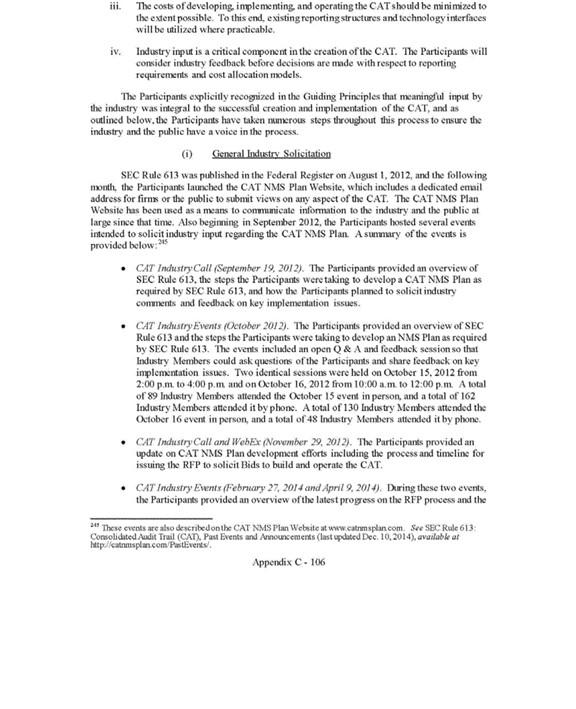 iii. The costs of developing, implementing, and operating the CAT should be minimized to
the extent possible. To this end, existing reporting structures and technology interfaces
will be utilized where practicable.
iv. Industry input is a critical component in the creation of the CAT. The Participants will
consider industry feedback before decisions are made with respect to reporting
requirements and cost allocation models.
The Participants explicitly recognized in the Guiding Principles that meaningful input by
the industry was integral to the successful creation and implementation of the CAT, and as
outlined below, the Participants have taken numerous steps throughout this process to ensure the
industry and the public have a voice in the process.
(i) General Industry Solicitation
SEC Rule 613 was published in the Federal Register on August 1, 2012, and the following
month, the Participants launched the CAT NMS Plan Website, which includes a dedicated email
address for firms or the public to submit views on any aspect of the CAT. The CAT NMS Plan
Website has been used as a means to communicate information to the industry and the public at
large since that time. Also beginning in September 2012, the Participants hosted several events
intended to solicit industry input regarding the CAT NMS Plan. A summary of the events is
provided below:245
• CAT Industry Call (September 19, 2012). The Participants provided an overview of
SEC Rule 613, the steps the Participants were taking to develop a CAT NMS Plan as
required by SEC Rule 613, and how the Participants planned to solicit industry
comments and feedback on key implementation issues.
• CAT Industry Events (October 2012). The Participants provided an overview of SEC
Rule 613 and the steps the Participants were taking to develop an NMS Plan as required
by SEC Rule 613. The events included an open Q & A and feedback session so that
Industry Members could ask questions of the Participants and share feedback on key
implementation issues. Two identical sessions were held on October 15, 2012 from
2:00 p.m. to 4:00 p.m. and on October 16, 2012 from 10:00 a.m. to 12:00 p.m. A total
of 89 Industry Members attended the October 15 event in person, and a total of 162
Industry Members attended it by phone. A total of 130 Industry Members attended the
October 16 event in person, and a total of 48 Industry Members attended it by phone.
• CAT Industry Call and WebEx (November 29, 2012). The Participants provided an
update on CAT NMS Plan development efforts including the process and timeline for
issuing the RFP to solicit Bids to build and operate the CAT.
• CAT Industry Events (February 27, 2014 and April 9, 2014). During these two events,
the Participants provided an overview of the latest progress on the RFP process and the
245 These events are also described on the CAT NMS Plan Website at www.catnmsplan.com. See SEC Rule 613:
Consolidated Audit Trail (CAT), Past Events and Announcements (last updated Dec. 10, 2014), available at
http://catnmsplan.com/PastEvents/.
Appendix C - 106